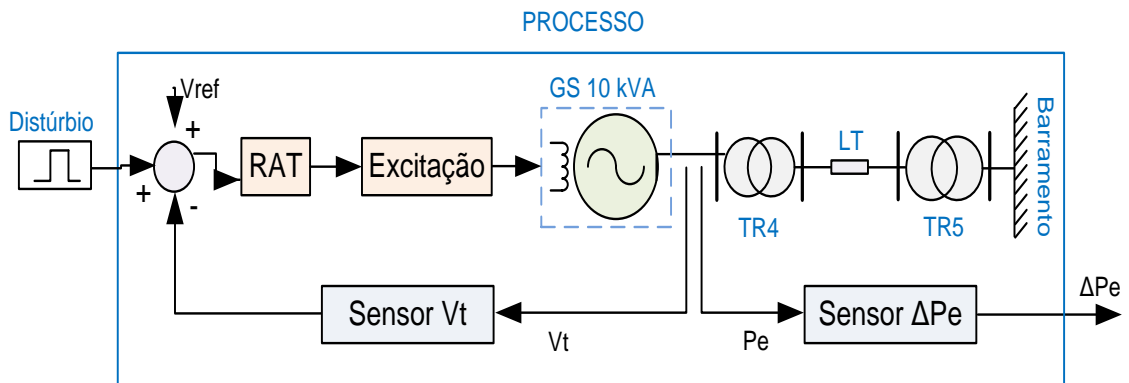 PROCESSO
Vref
GS 10 kVA
Distúrbio
+
RAT
Excitação
LT
Barramento
+
-
TR4
TR5
Sensor Vt
Vt
Pe
Sensor ΔPe
ΔPe